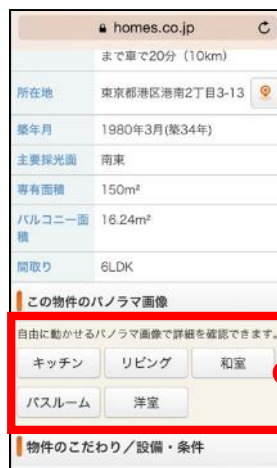 homes.co.jp
まで車で20分（10km）
所在地 東京都港区港南2丁目3-13
築年月 1980年3月(築34年)
主要採光面 南東
専有面積 150m²
バルコニー面積 16.24m²
間取り 6LDK
この物件のパノラマ画像
自由に動かせるパノラマ画像で詳細を確認できます。
キッチン リビング 和室
バスルーム 洋室
物件のこだわり／設備・条件